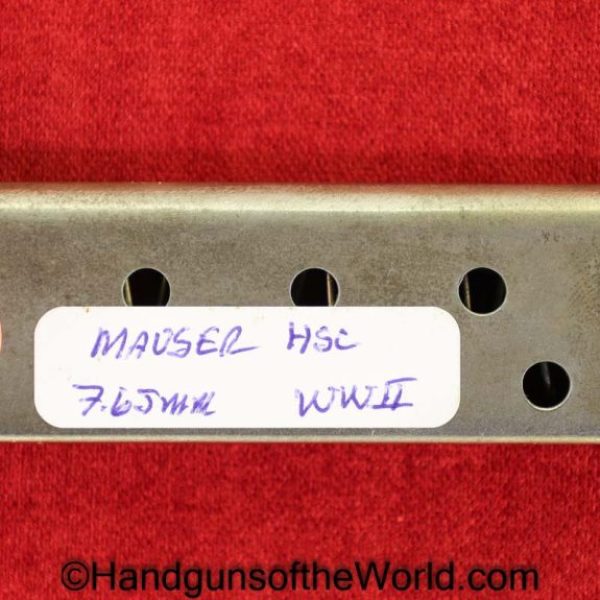 MAUSER HSC
7.65mm WWII
©HandgunsoftheWorld.com